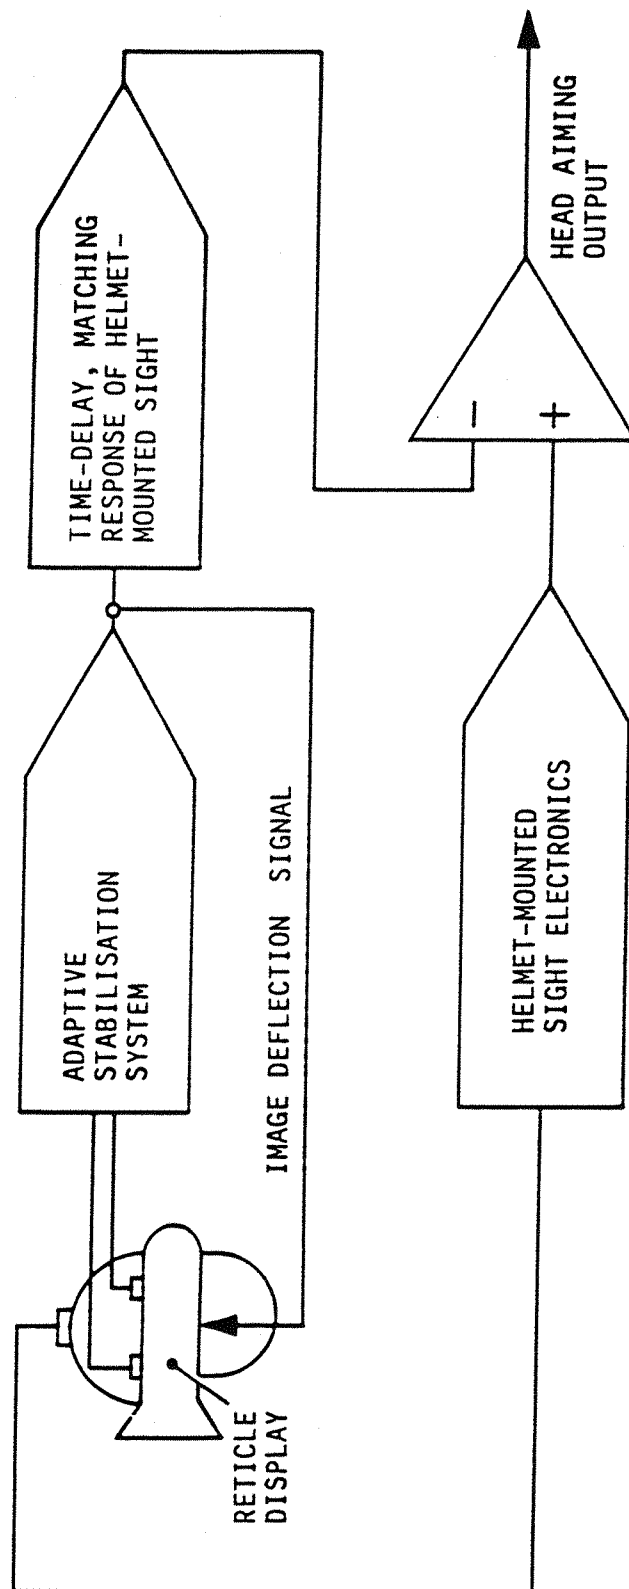 RETICLE
DISPLAY
ADAPTIVE
STABILISATION
SYSTEM
IMAGE DEFLECTION SIGNAL
TIME-DELAY, MATCHING
RESPONSE OF HELMET-
MOUNTED SIGHT
HELMET-MOUNTED
SIGHT ELECTRONICS
−
+
HEAD AIMING
OUTPUT